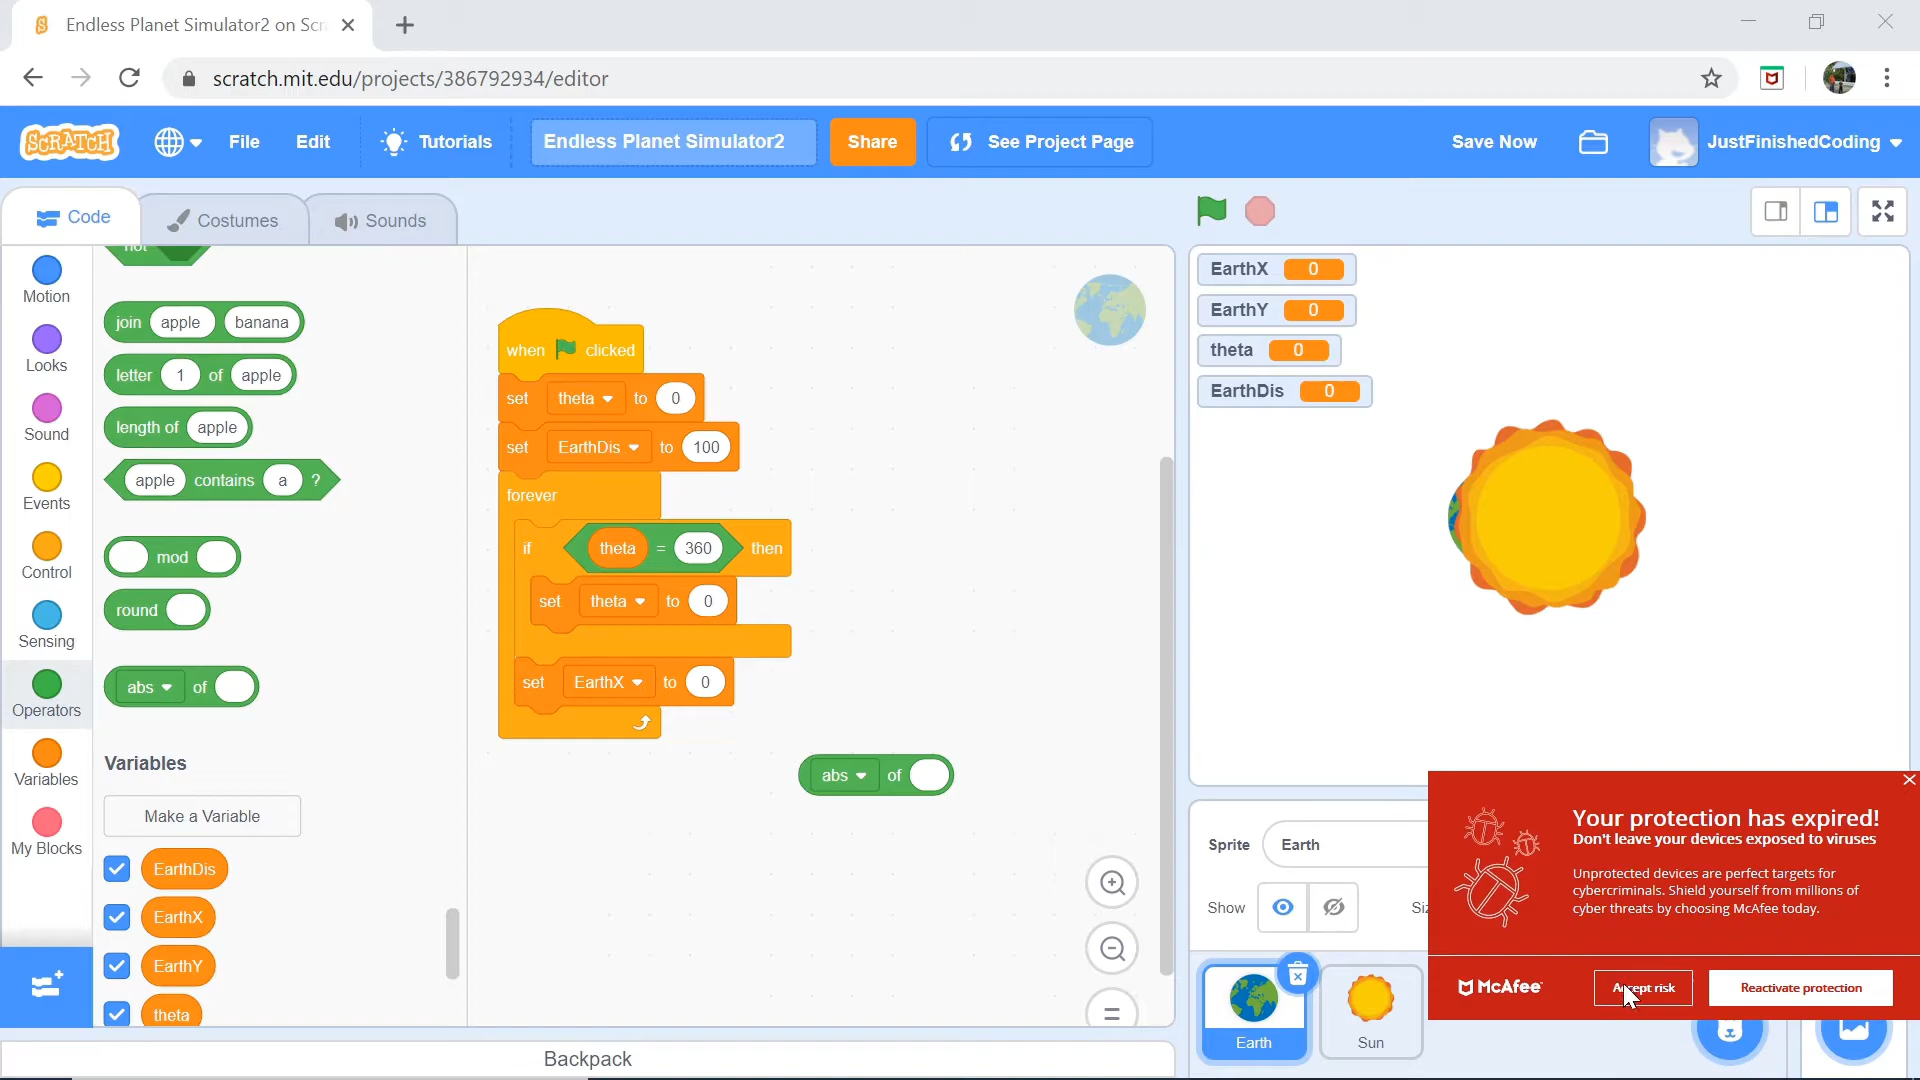 Endless Planet Simulator2 on Scr
scratch.mit.edu/projects/386792934/editor
SCRATCH
File
Edit
Tutorials
Endless Planet Simulator2
Share
See Project Page
Save Now
JustFinishedCoding
Code
Costumes
Sounds
Motion
Looks
Sound
Events
Control
Sensing
Operators
Variables
My Blocks
not
join apple banana
letter 1 of apple
length of apple
apple contains a ?
mod
round
abs of
Variables
Make a Variable
EarthDis
EarthX
EarthY
theta
when clicked
set theta to 0
set EarthDis to 100
forever
if theta = 360 then
set theta to 0
set EarthX to 0
abs of
Backpack
EarthX 0
EarthY 0
theta 0
EarthDis 0
Sprite Earth
Show
Earth
Sun
Your protection has expired!
Don't leave your devices exposed to viruses
Unprotected devices are perfect targets for
cybercriminals. Shield yourself from millions of
cyber threats by choosing McAfee today.
McAfee
Accept risk
Reactivate protection